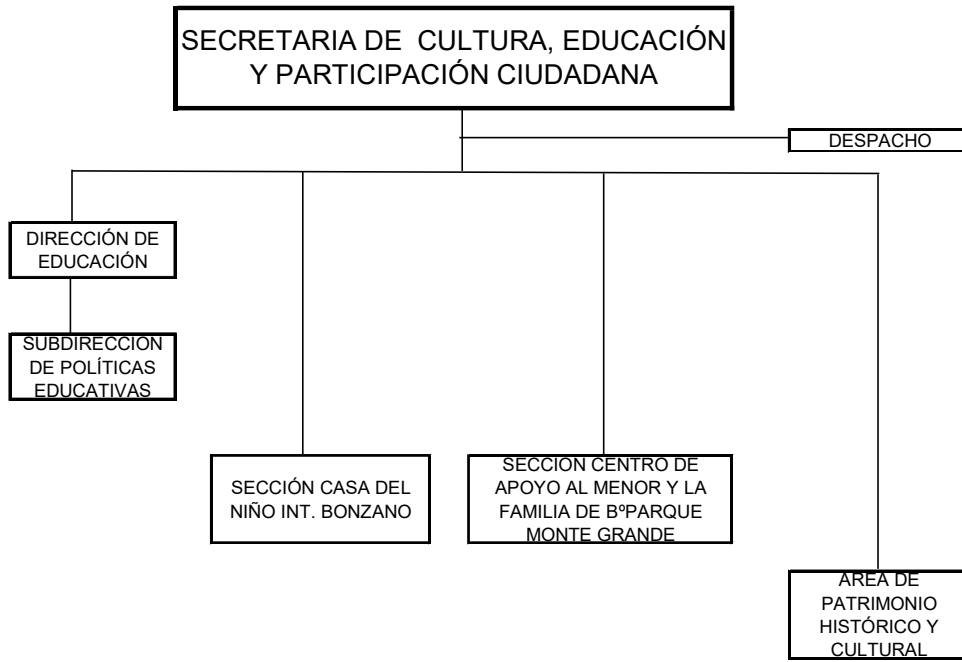 SECRETARIA DE CULTURA, EDUCACIÓN
Y PARTICIPACIÓN CIUDADANA
DESPACHO
DIRECCIÓN DE
EDUCACIÓN
SUBDIRECCION
DE POLÍTICAS
EDUCATIVAS
SECCIÓN CASA DEL
NIÑO INT. BONZANO
SECCION CENTRO DE
APOYO AL MENOR Y LA
FAMILIA DE BºPARQUE
MONTE GRANDE
AREA DE
PATRIMONIO
HISTÓRICO Y
CULTURAL